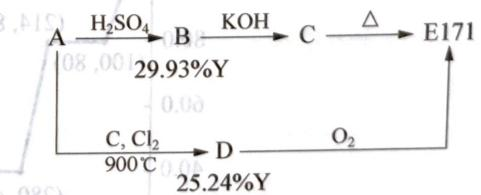 A H₂SO₄ B KOH C △ E171
29.93%Y
C, Cl₂ D O₂
900℃
25.24%Y